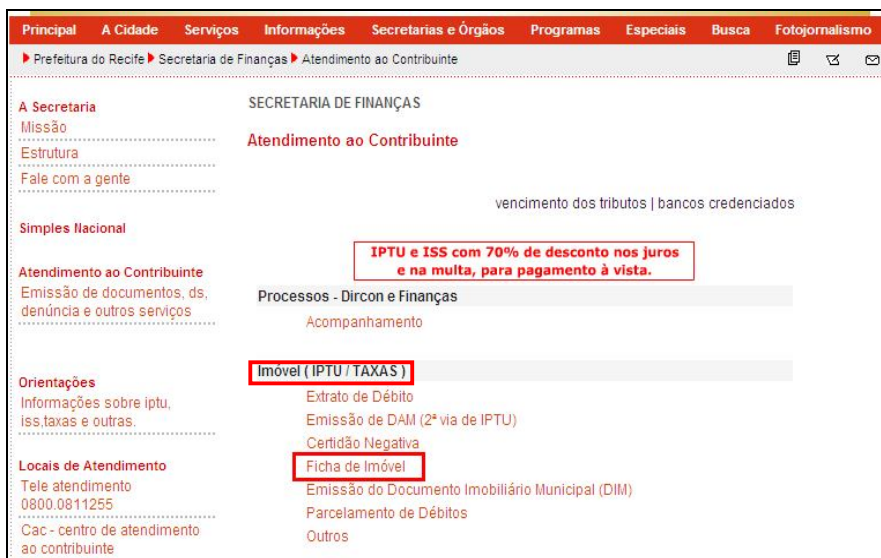 Principal A Cidade Serviços Informações Secretarias e Órgãos Programas Especiais Busca Fotojornalismo
Prefeitura do Recife Secretaria de Finanças Atendimento ao Contribuinte
A Secretaria
Missão
Estrutura
Fale com a gente
Simples Nacional
Atendimento ao Contribuinte
Emissão de documentos, ds,
denúncia e outros serviços
Orientações
Informações sobre iptu,
iss,taxas e outras.
Locais de Atendimento
Tele atendimento
0800.0811255
Cac - centro de atendimento
ao contribuinte
SECRETARIA DE FINANÇAS
Atendimento ao Contribuinte
vencimento dos tributos | bancos credenciados
IPTU e ISS com 70% de desconto nos juros
e na multa, para pagamento à vista.
Processos - Dircon e Finanças
Acompanhamento
Imóvel ( IPTU / TAXAS )
Extrato de Débito
Emissão de DAM (2ª via de IPTU)
Certidão Negativa
Ficha de Imóvel
Emissão do Documento Imobiliário Municipal (DIM)
Parcelamento de Débitos
Outros